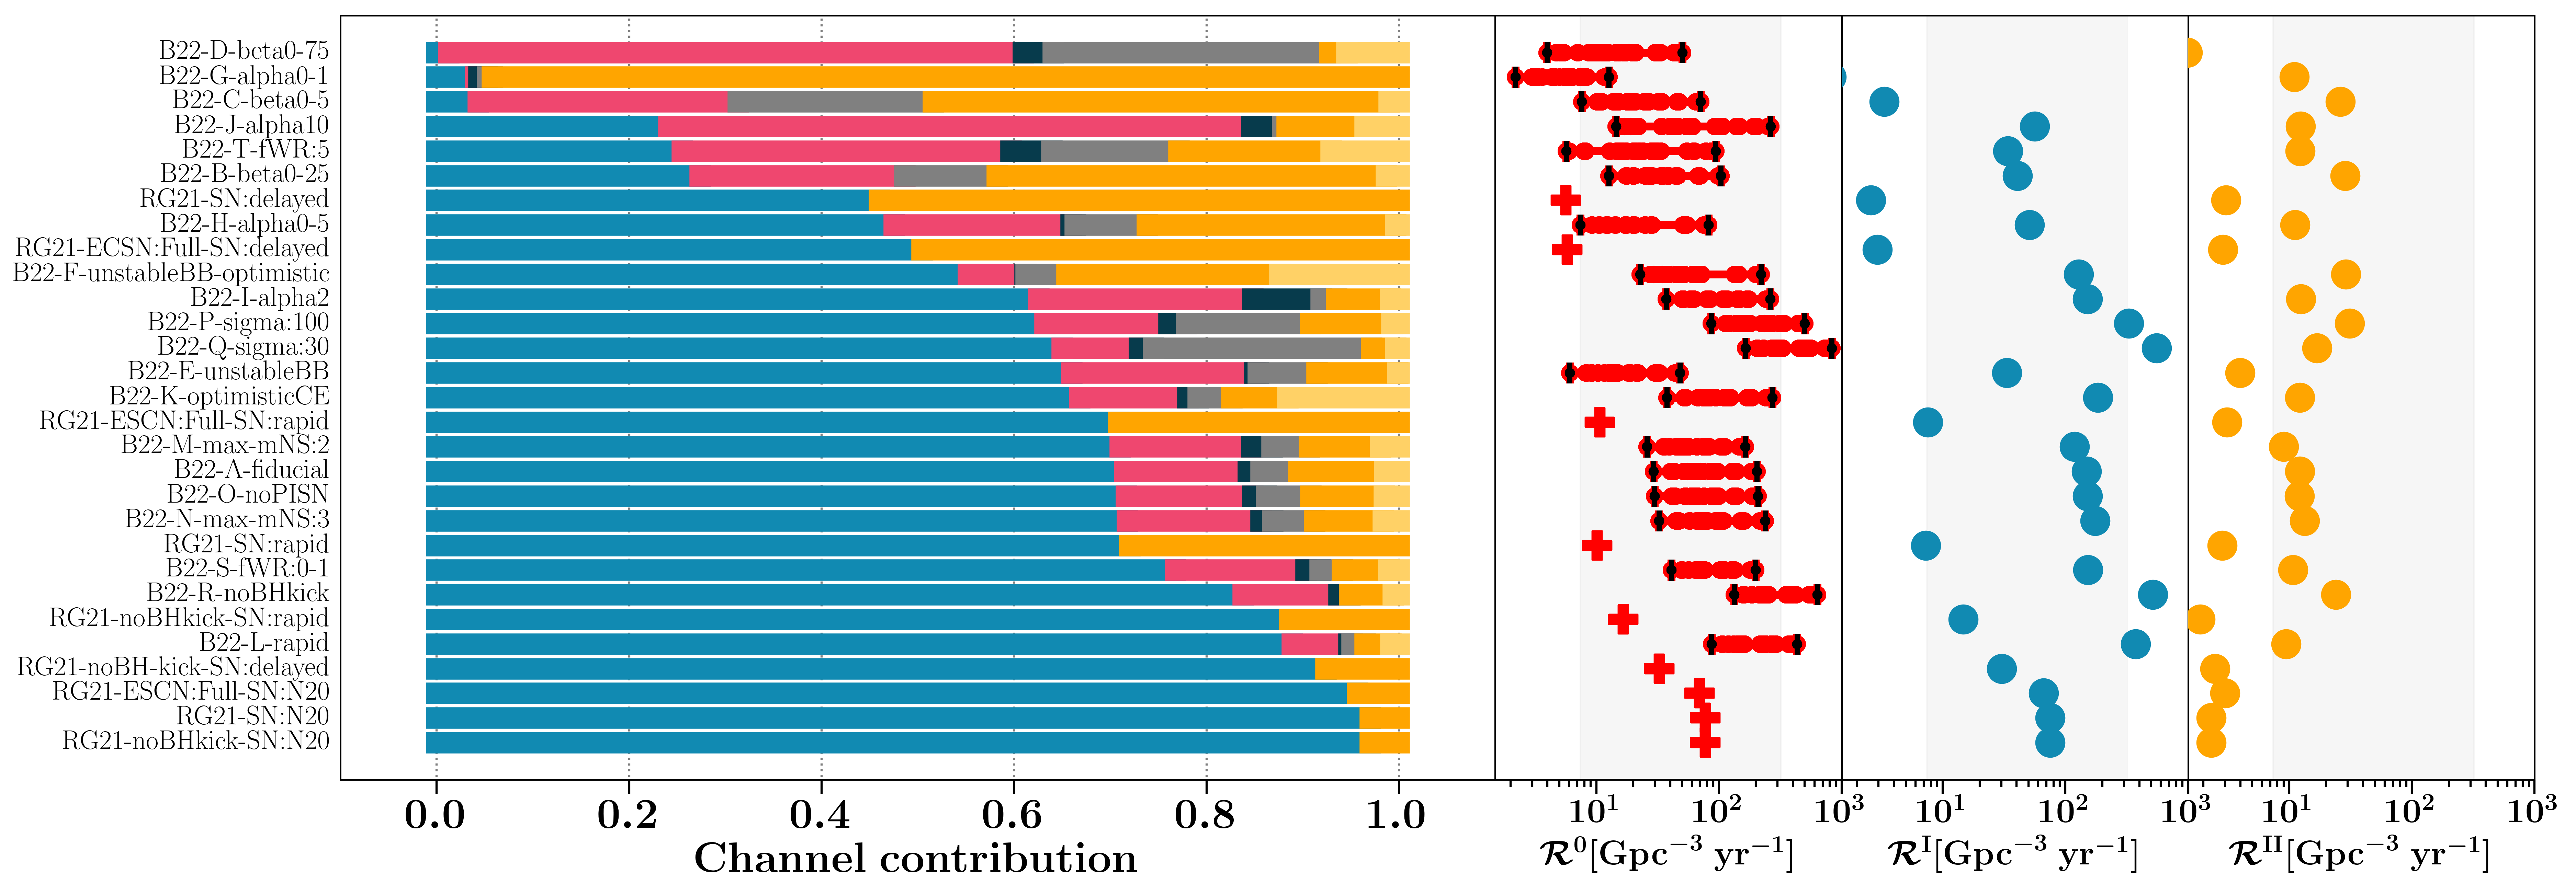 B22-D-beta0-75
B22-G-alpha0-1
B22-C-beta0-5
B22-J-alpha10
B22-T-fWR:5
B22-B-beta0-25
RG21-SN:delayed
B22-H-alpha0-5
RG21-ECSN:Full-SN:delayed
B22-F-unstableBB-optimistic
B22-I-alpha2
B22-P-sigma:100
B22-Q-sigma:30
B22-E-unstableBB
B22-K-optimisticCE
RG21-ESCN:Full-SN:rapid
B22-M-max-mNS:2
B22-A-fiducial
B22-O-noPISN
B22-N-max-mNS:3
RG21-SN:rapid
B22-S-fWR:0-1
B22-R-noBHkick
RG21-noBHkick-SN:rapid
B22-L-rapid
RG21-noBH-kick-SN:delayed
RG21-ESCN:Full-SN:N20
RG21-SN:N20
RG21-noBHkick-SN:N20
0.0 0.2 0.4 0.6 0.8 1.0
Channel contribution
10¹ 10² 10³ 10¹ 10² 10³ 10¹ 10² 10³
ℛ⁰[Gpc⁻³ yr⁻¹]
ℛᴵ[Gpc⁻³ yr⁻¹]
ℛᴵᴵ[Gpc⁻³ yr⁻¹]